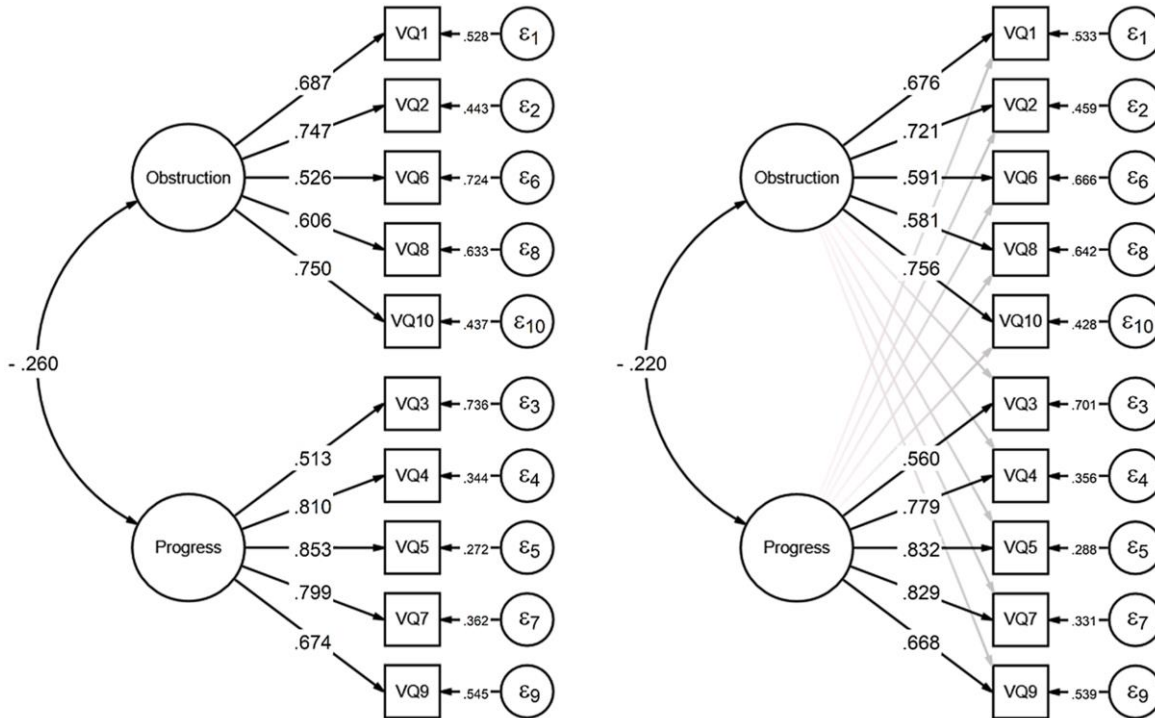 VQ1 .528 ε1
.687
VQ2 .443 ε2
.747
Obstruction .526 VQ6 .724 ε6
.606
VQ8 .633 ε8
.750
VQ10 .437 ε10
- .260
VQ3 .736 ε3
.513
VQ4 .344 ε4
.810
Progress .853 VQ5 .272 ε5
.799
VQ7 .362 ε7
.674
VQ9 .545 ε9
VQ1 .533 ε1
.676
VQ2 .459 ε2
.721
Obstruction .591 VQ6 .666 ε6
.581
VQ8 .642 ε8
.756
VQ10 .428 ε10
-.220
VQ3 .701 ε3
.560
VQ4 .356 ε4
.779
Progress .832 VQ5 .288 ε5
.829
VQ7 .331 ε7
.668
VQ9 .539 ε9